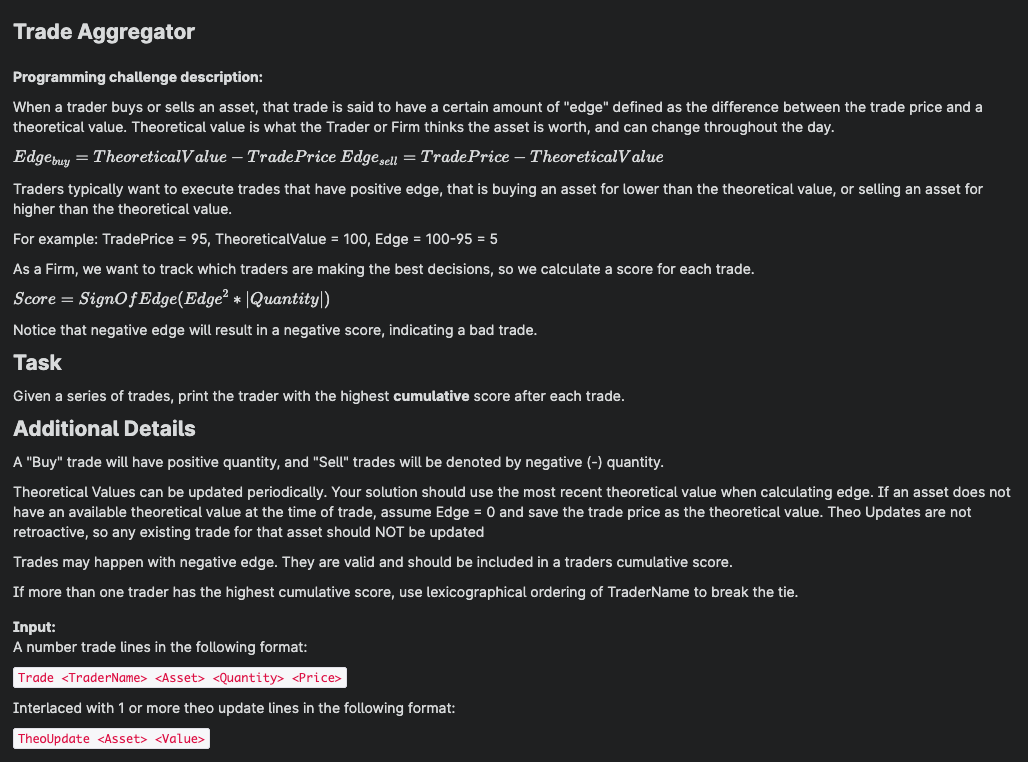 Trade Aggregator
Programming challenge description:
When a trader buys or sells an asset, that trade is said to have a certain amount of "edge" defined as the difference between the trade price and a
theoretical value. Theoretical value is what the Trader or Firm thinks the asset is worth, and can change throughout the day.
Edge_buy = TheoreticalValue − TradePrice Edge_sell = TradePrice − TheoreticalValue
Traders typically want to execute trades that have positive edge, that is buying an asset for lower than the theoretical value, or selling an asset for
higher than the theoretical value.
For example: TradePrice = 95, TheoreticalValue = 100, Edge = 100-95 = 5
As a Firm, we want to track which traders are making the best decisions, so we calculate a score for each trade.
Score = SignOfEdge(Edge² * |Quantity|)
Notice that negative edge will result in a negative score, indicating a bad trade.
Task
Given a series of trades, print the trader with the highest cumulative score after each trade.
Additional Details
A "Buy" trade will have positive quantity, and "Sell" trades will be denoted by negative (-) quantity.
Theoretical Values can be updated periodically. Your solution should use the most recent theoretical value when calculating edge. If an asset does not
have an available theoretical value at the time of trade, assume Edge = 0 and save the trade price as the theoretical value. Theo Updates are not
retroactive, so any existing trade for that asset should NOT be updated
Trades may happen with negative edge. They are valid and should be included in a traders cumulative score.
If more than one trader has the highest cumulative score, use lexicographical ordering of TraderName to break the tie.
Input:
A number trade lines in the following format:
Trade <TraderName> <Asset> <Quantity> <Price>
Interlaced with 1 or more theo update lines in the following format:
TheoUpdate <Asset> <Value>